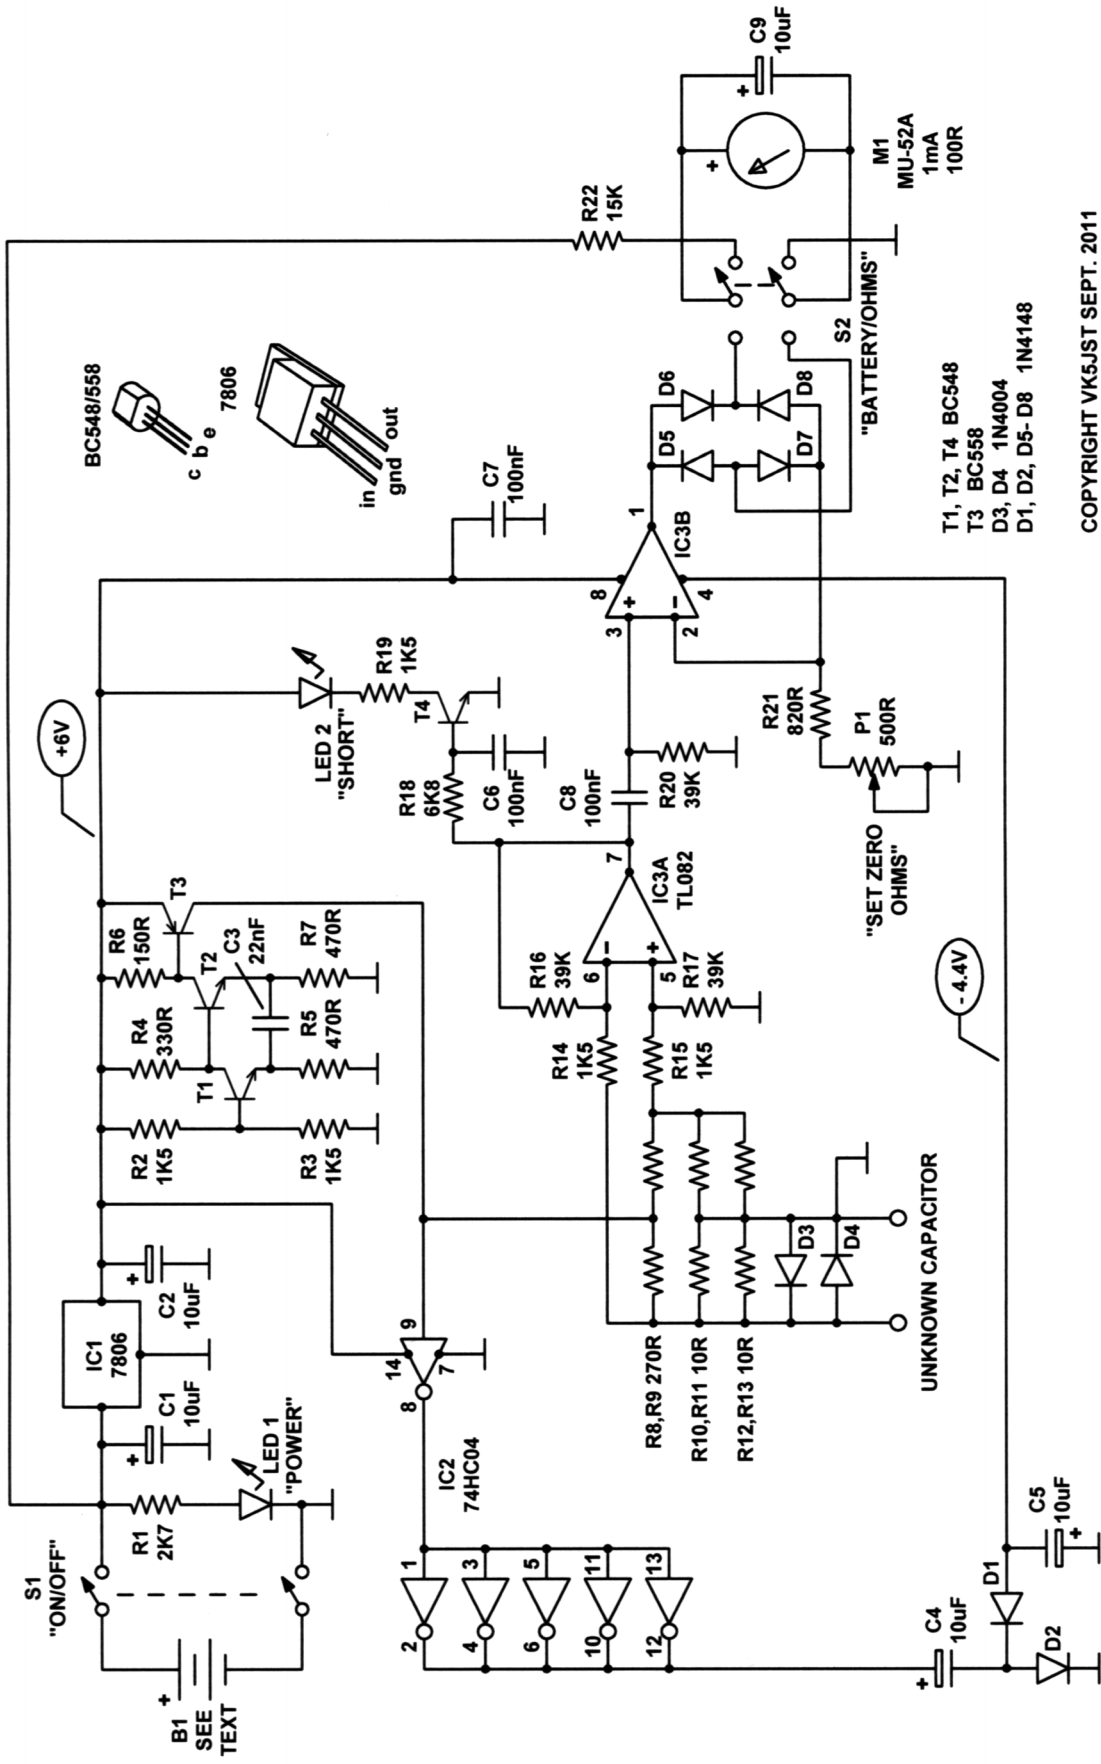 S1
"ON/OFF"
B1
+
SEE
TEXT
R1
2K7
LED 1
"POWER"
+
C1
10uF
IC1
7806
+
C2
10uF
R2
1K5
R3
1K5
T1
R4
330R
R5
470R
T2
C3
22nF
R6
150R
R7
470R
T3
+6V
LED 2
"SHORT"
R19
1K5
T4
R18
6K8
C6
100nF
C7
100nF
BC548/558
c b e
7806
in
gnd
out
R22
15K
1
2
3
4
5
6
11
10
13
12
8
IC2
74HC04
14
7
9
R14
1K5
R15
1K5
R16
39K
R17
39K
6
-
5
+
7
IC3A
TL082
C8
100nF
R20
39K
3
+
2
-
8
4
1
IC3B
D5
D6
D7
D8
S2
"BATTERY/OHMS"
+
M1
MU-52A
1mA
100R
+
C9
10uF
R8,R9 270R
R10,R11 10R
R12,R13 10R
D3
D4
UNKNOWN CAPACITOR
R21
820R
P1
500R
"SET ZERO
OHMS"
- 4.4V
+
C4
10uF
D1
D2
C5
10uF
+
T1, T2, T4 BC548
T3 BC558
D3, D4 1N4004
D1, D2, D5- D8 1N4148
COPYRIGHT VK5JST SEPT. 2011